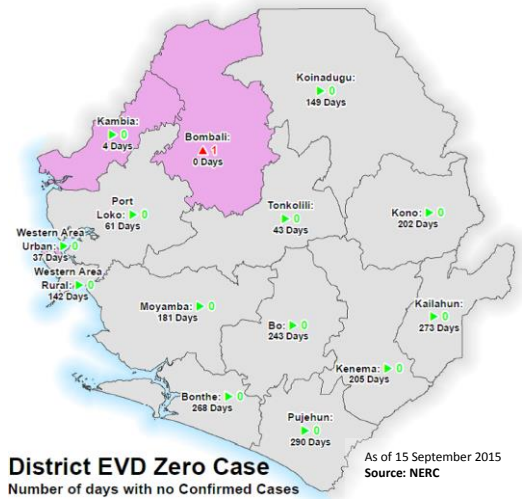 Koinadugu:
0
149 Days
Kambia:
0
4 Days
Bombali:
1
0 Days
Port
Loko: 0
61 Days
Tonkolili:
0
43 Days
Kono: 0
202 Days
Western Area
Urban: 0
37 Days
Western Area
Rural: 0
142 Days
Moyamba: 0
181 Days
Bo: 0
243 Days
Kailahun:
0
273 Days
Kenema: 0
205 Days
Bonthe: 0
268 Days
Pujehun:
0
290 Days
District EVD Zero Case
Number of days with no Confirmed Cases
As of 15 September 2015
Source: NERC